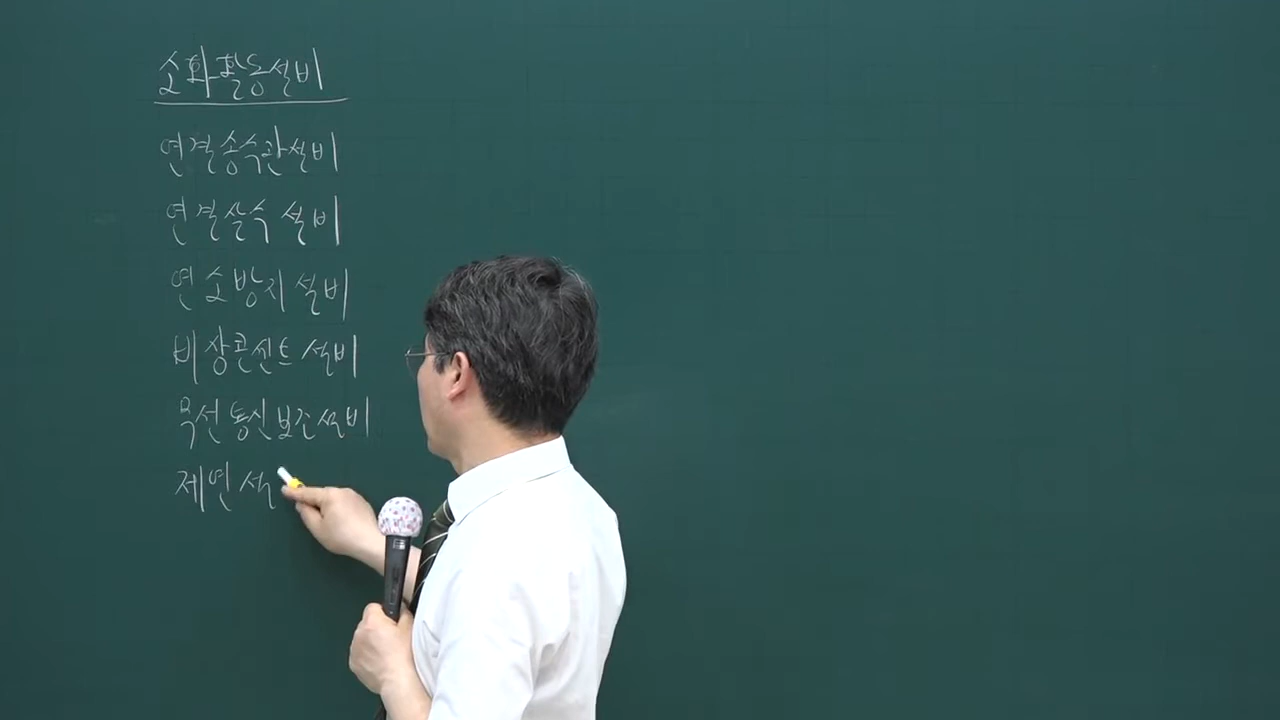 소화활동설비
연결송수관설비
연결살수 설비
연소방지 설비
비상콘센트 설비
무선통신보조설비
제연 설